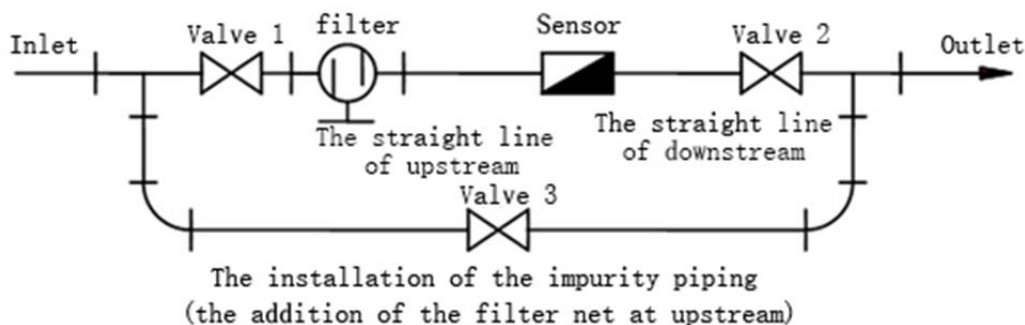 Inlet
Valve 1
filter
Sensor
Valve 2
Outlet
The straight line
of upstream
The straight line
of downstream
Valve 3
The installation of the impurity piping
(the addition of the filter net at upstream)